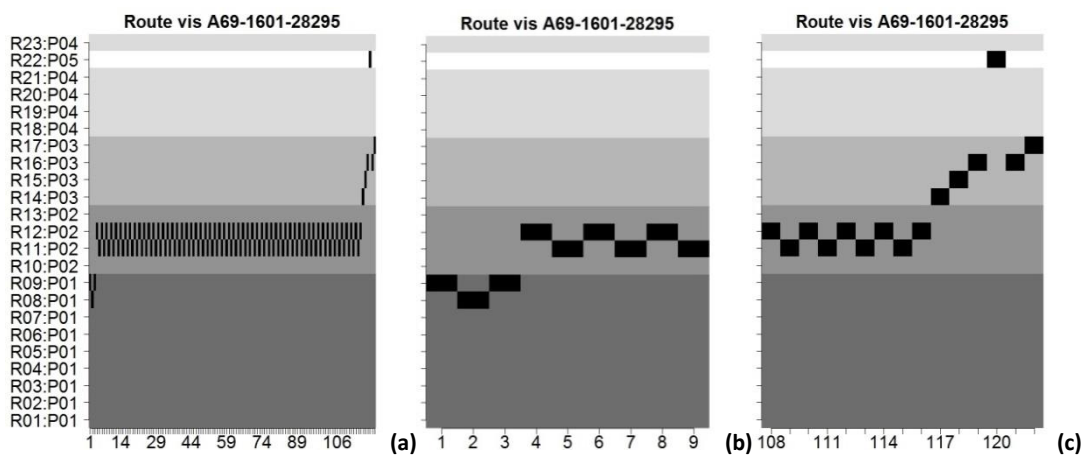 Route vis A69-1601-28295
Route vis A69-1601-28295
Route vis A69-1601-28295
R23:P04
R22:P05
R21:P04
R20:P04
R19:P04
R18:P04
R17:P03
R16:P03
R15:P03
R14:P03
R13:P02
R12:P02
R11:P02
R10:P02
R09:P01
R08:P01
R07:P01
R06:P01
R05:P01
R04:P01
R03:P01
R02:P01
R01:P01
1 14 29 44 59 74 89 106 (a)
1 2 3 4 5 6 7 8 9 (b)
108 111 114 117 120 (c)